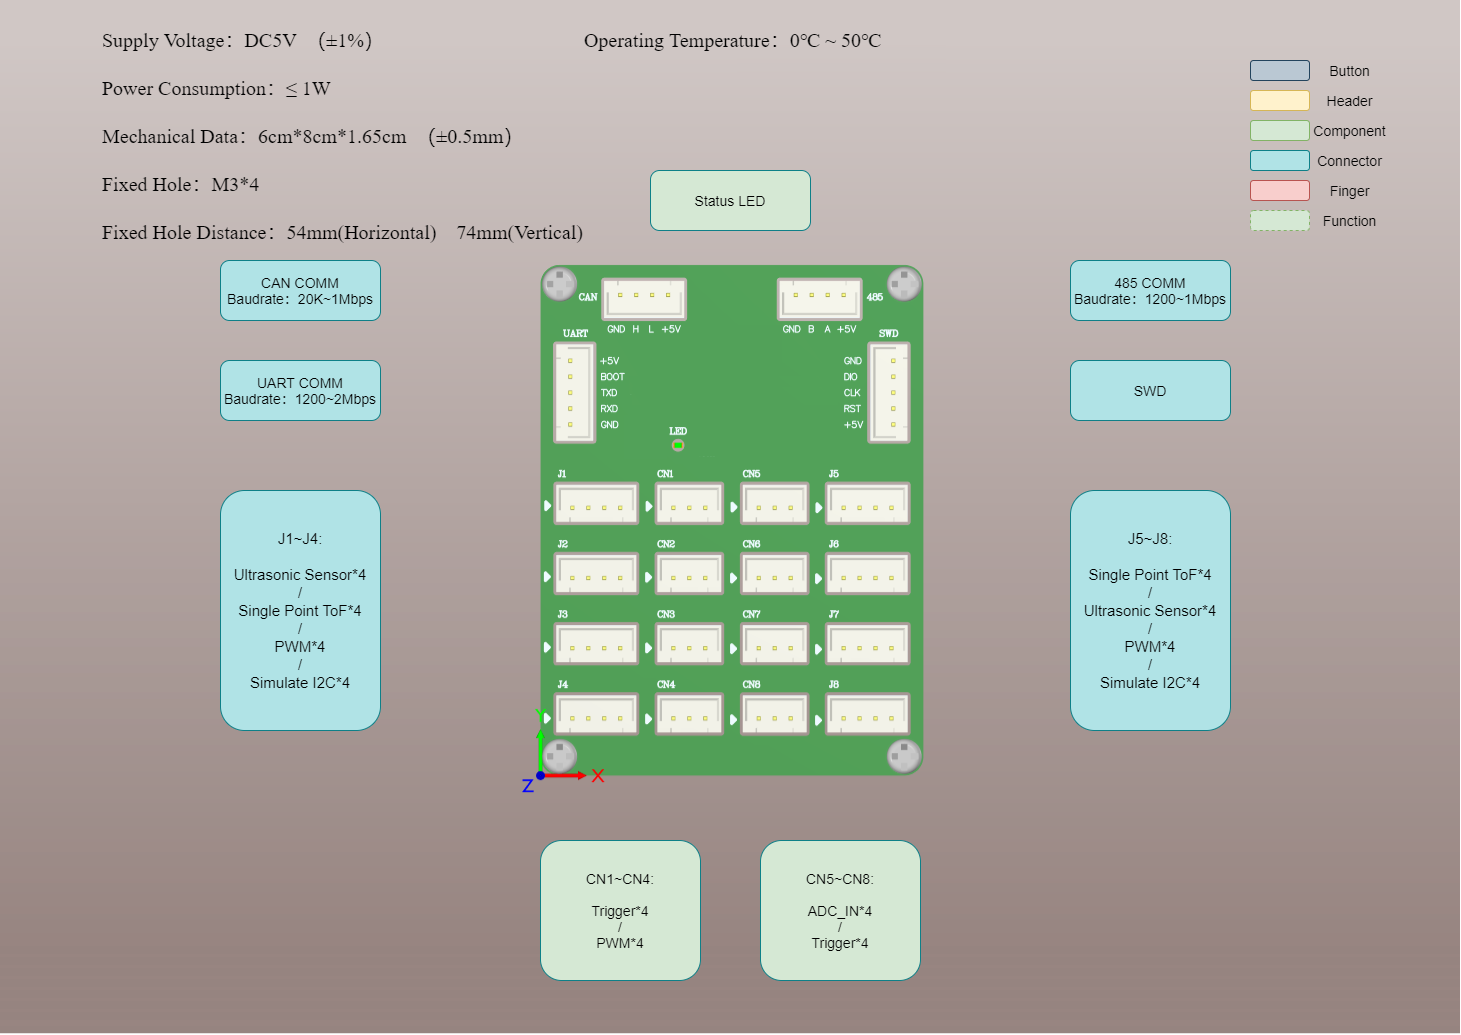 Supply Voltage：DC5V （±1%）
Operating Temperature：0℃ ~ 50℃
Power Consumption：≤ 1W
Mechanical Data：6cm*8cm*1.65cm （±0.5mm）
Fixed Hole：M3*4
Fixed Hole Distance：54mm(Horizontal) 74mm(Vertical)
Button
Header
Component
Connector
Finger
Function
Status LED
CAN COMM
Baudrate：20K~1Mbps
UART COMM
Baudrate：1200~2Mbps
485 COMM
Baudrate：1200~1Mbps
SWD
CAN
GND H L +5V
485
GND B A +5V
UART
+5V
BOOT
TXD
RXD
GND
SWD
GND
DIO
CLK
RST
+5V
LED
J1 CN1 CN5 J5
J2 CN2 CN6 J6
J3 CN3 CN7 J7
J4 CN4 CN8 J8
Y
X
Z
J1~J4:
Ultrasonic Sensor*4
/
Single Point ToF*4
/
PWM*4
/
Simulate I2C*4
J5~J8:
Single Point ToF*4
/
Ultrasonic Sensor*4
/
PWM*4
/
Simulate I2C*4
CN1~CN4:
Trigger*4
/
PWM*4
CN5~CN8:
ADC_IN*4
/
Trigger*4